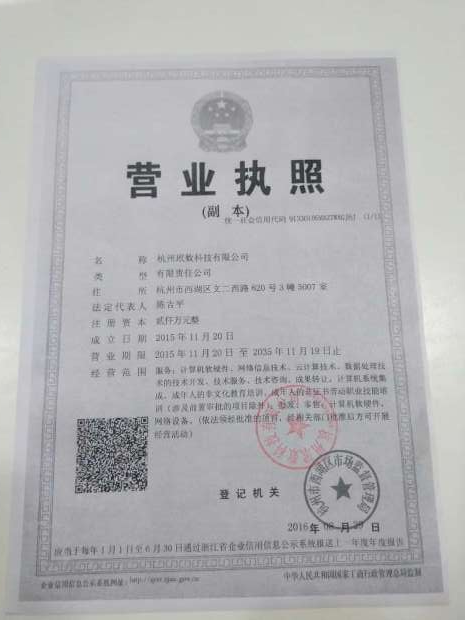 营业执照
(副 本)
统一社会信用代码 (1/1)
名 称 杭州玳数科技有限公司
类 型 有限责任公司
住 所 杭州市西湖区文二西路820号3幢5007室
法定代表人 陈吉平
注册资本 贰仟万元整
成立日期 2015年11月20日
营业期限 2015年11月20日 至 2035年11月19日止
经营范围 服务：计算机软硬件、网络信息技术、云计算技术、数据处理技
术的技术开发、技术服务、技术咨询、成果转让，计算机系统集
成，成年人的非文化教育培训、成年人的非证书劳动职业技能培
训（涉及前置审批的项目除外）；批发、零售：计算机软硬件，
网络设备。（依法须经批准的项目，经相关部门批准后方可开展
经营活动）
登记机关
杭州市西湖区市场监督管理局
2016年08月29日
应当于每年1月1日至6月30日通过浙江省企业信用信息公示系统报送上一年度年度报告
企业信用信息公示系统网址：http://gsxt.zjaic.gov.cn/
中华人民共和国国家工商行政管理总局监制